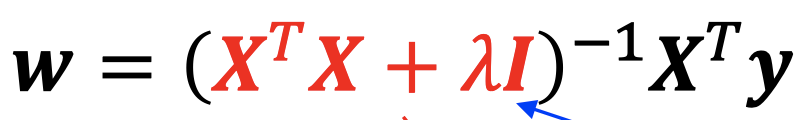 w = (XᵀX + λI)⁻¹Xᵀy